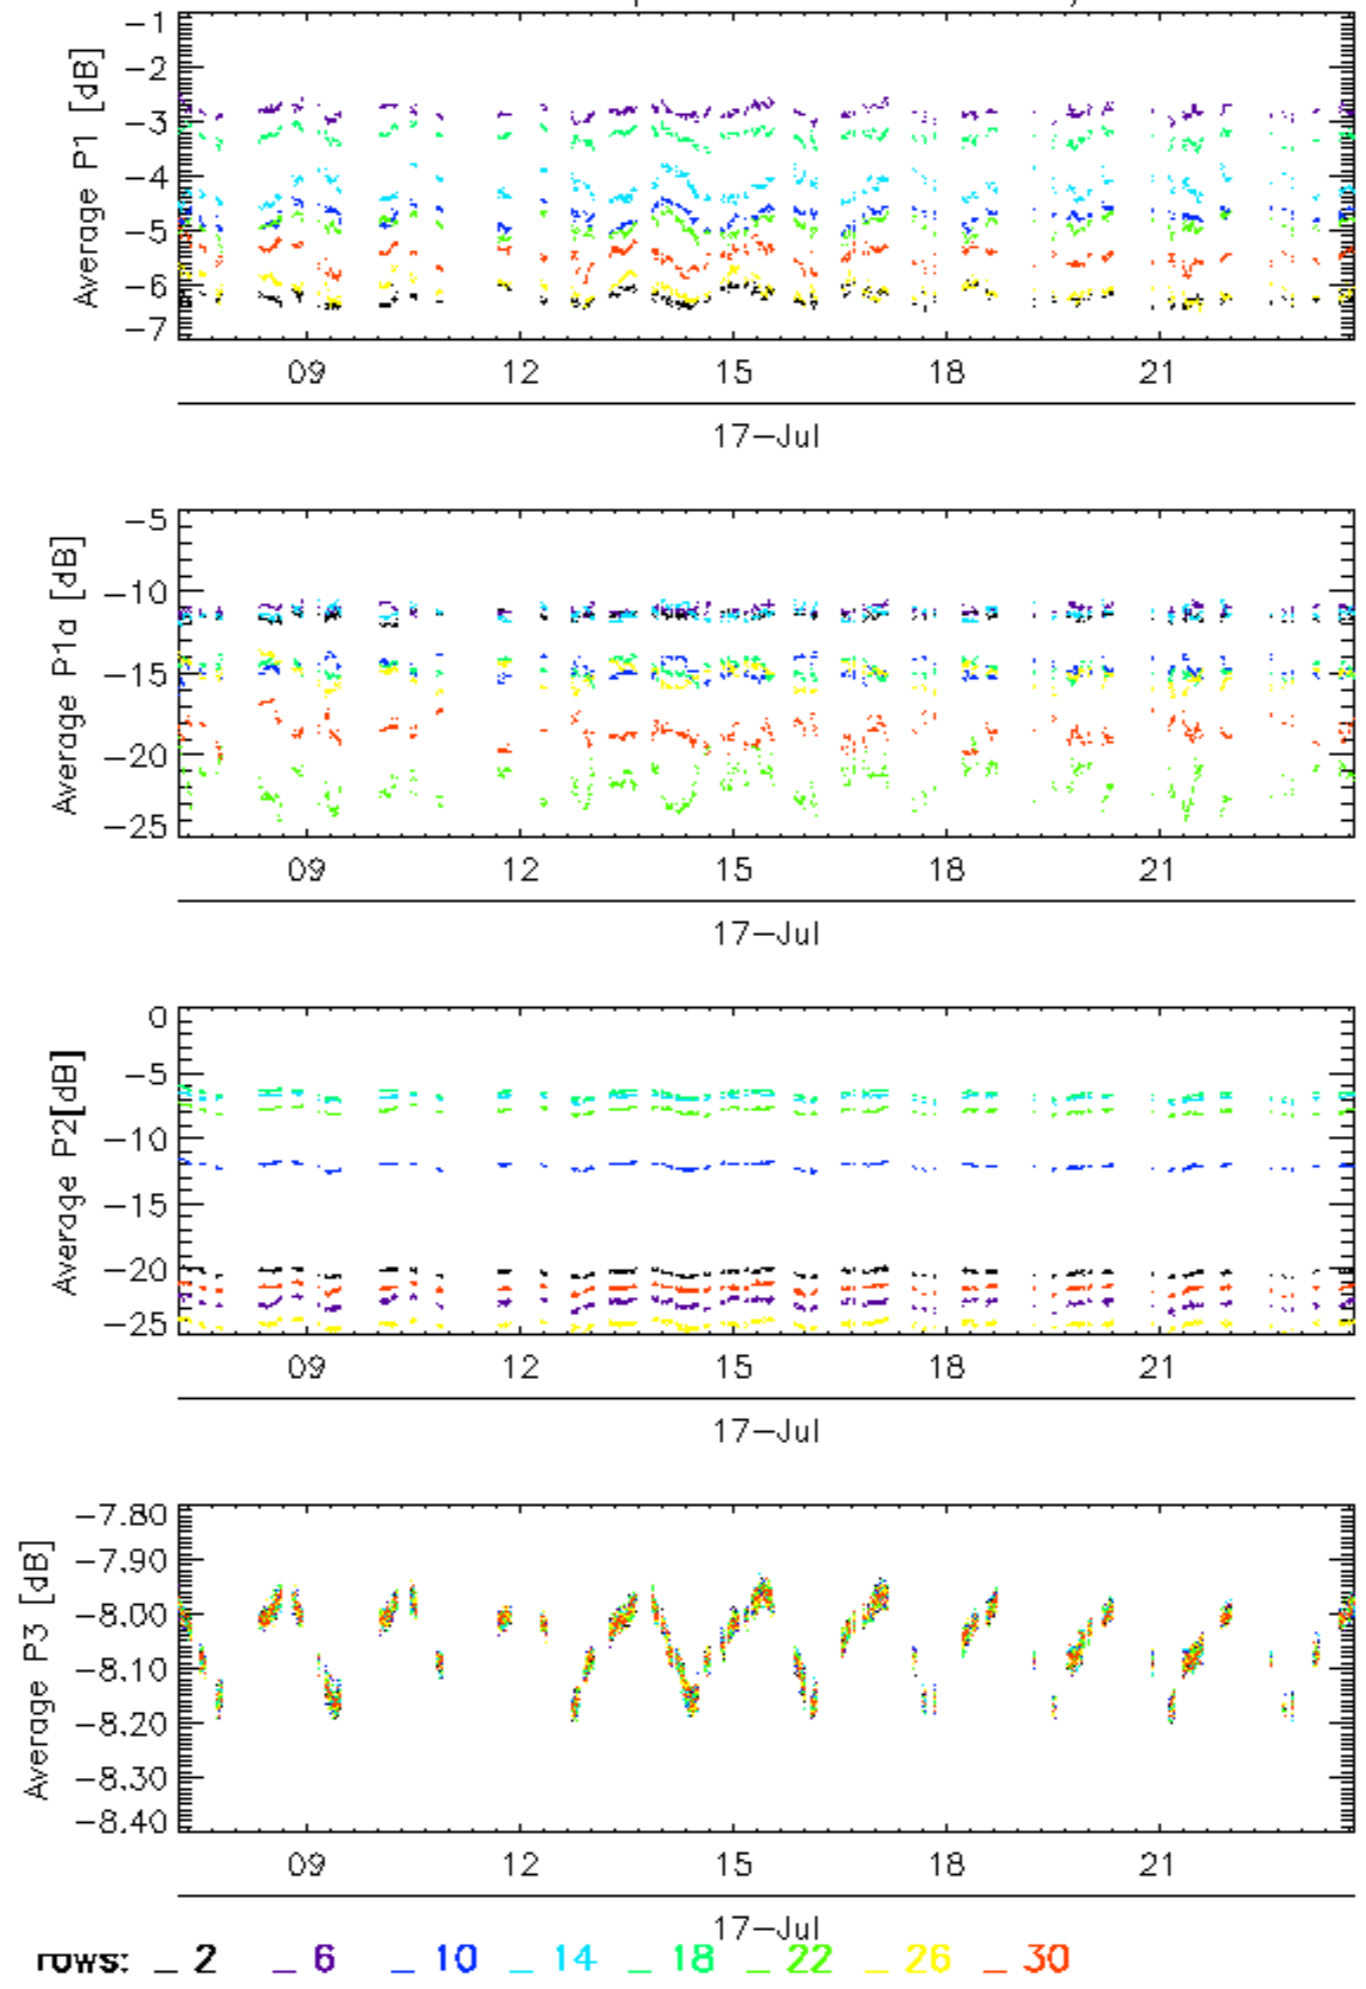 Average P1 [dB]
−1
−2
−3
−4
−5
−6
−7
09 12 15 18 21
17−Jul
Average P1a [dB]
−5
−10
−15
−20
−25
09 12 15 18 21
17−Jul
Average P2[dB]
0
−5
−10
−15
−20
−25
09 12 15 18 21
17−Jul
Average P3 [dB]
−7.80
−7.90
−8.00
−8.10
−8.20
−8.30
−8.40
09 12 15 18 21
17−Jul
rows: _ 2 _ 6 _ 10 _ 14 _ 18 _ 22 _ 26 _ 30